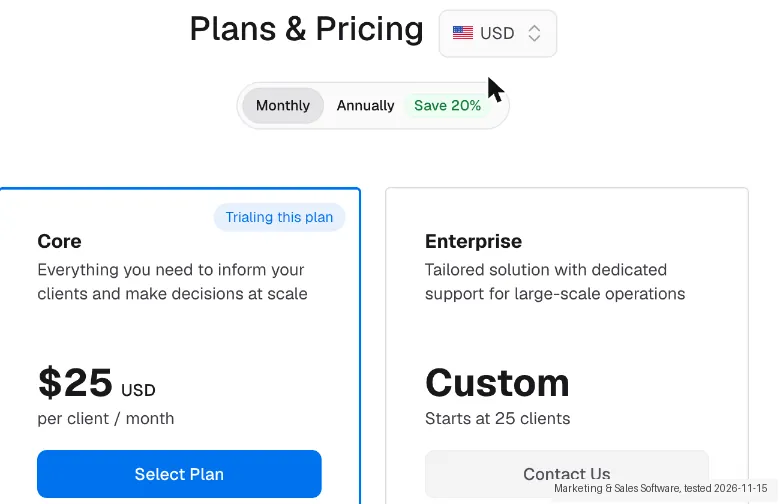 Plans & Pricing
USD
Monthly Annually Save 20%
Trialing this plan
Core
Everything you need to inform your
clients and make decisions at scale
$25 USD
per client / month
Select Plan
Enterprise
Tailored solution with dedicated
support for large-scale operations
Custom
Starts at 25 clients
Contact Us
Marketing & Sales Software, tested 2026-11-15